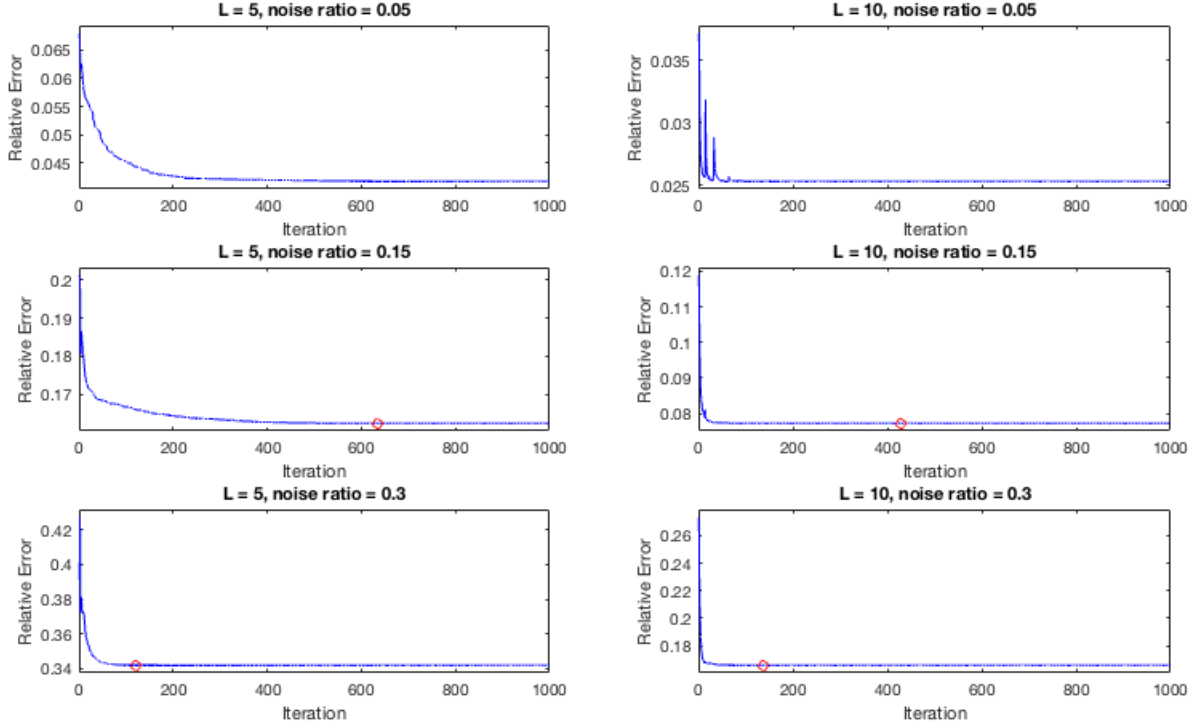 L = 5, noise ratio = 0.05
Relative Error
0.065
0.06
0.055
0.05
0.045
0 200 400 600 800 1000
Iteration
L = 10, noise ratio = 0.05
Relative Error
0.035
0.03
0.025
0 200 400 600 800 1000
Iteration
L = 5, noise ratio = 0.15
Relative Error
0.2
0.19
0.18
0.17
0 200 400 600 800 1000
Iteration
L = 10, noise ratio = 0.15
Relative Error
0.12
0.11
0.1
0.09
0.08
0 200 400 600 800 1000
Iteration
L = 5, noise ratio = 0.3
Relative Error
0.42
0.4
0.38
0.36
0.34
0 200 400 600 800 1000
Iteration
L = 10, noise ratio = 0.3
Relative Error
0.26
0.24
0.22
0.2
0.18
0 200 400 600 800 1000
Iteration